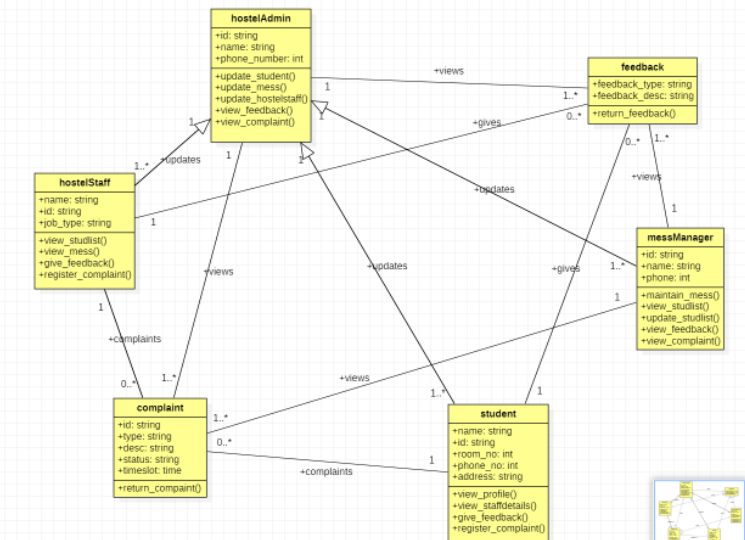 hostelAdmin
+id: string
+name: string
+phone_number: int
+update_student()
+update_mess()
+update_hostelstaff()
+view_feedback()
+view_complaint()
feedback
+feedback_type: string
+feedback_desc: string
+return_feedback()
+views
1
1..*
0..*
+gives
1
1
1..*
+updates
1
1
1
0..*
1..*
+views
1
hostelStaff
+name: string
+id: string
+job_type: string
+view_studlist()
+view_mess()
+give_feedback()
+register_complaint()
1
+updates
messManager
+id: string
+name: string
+phone: int
+maintain_mess()
+view_studlist()
+update_studlist()
+view_feedback()
+view_complaint()
1..*
1
+views
+updates
+gives
1
+complaints
0..*
1..*
+views
1..*
1
complaint
+id: string
+type: string
+desc: string
+status: string
+timeslot: time
+return_compaint()
1..*
0..*
+complaints
1
student
+name: string
+id: string
+room_no: int
+phone_no: int
+address: string
+view_profile()
+view_staffdetails()
+give_feedback()
+register_complaint()